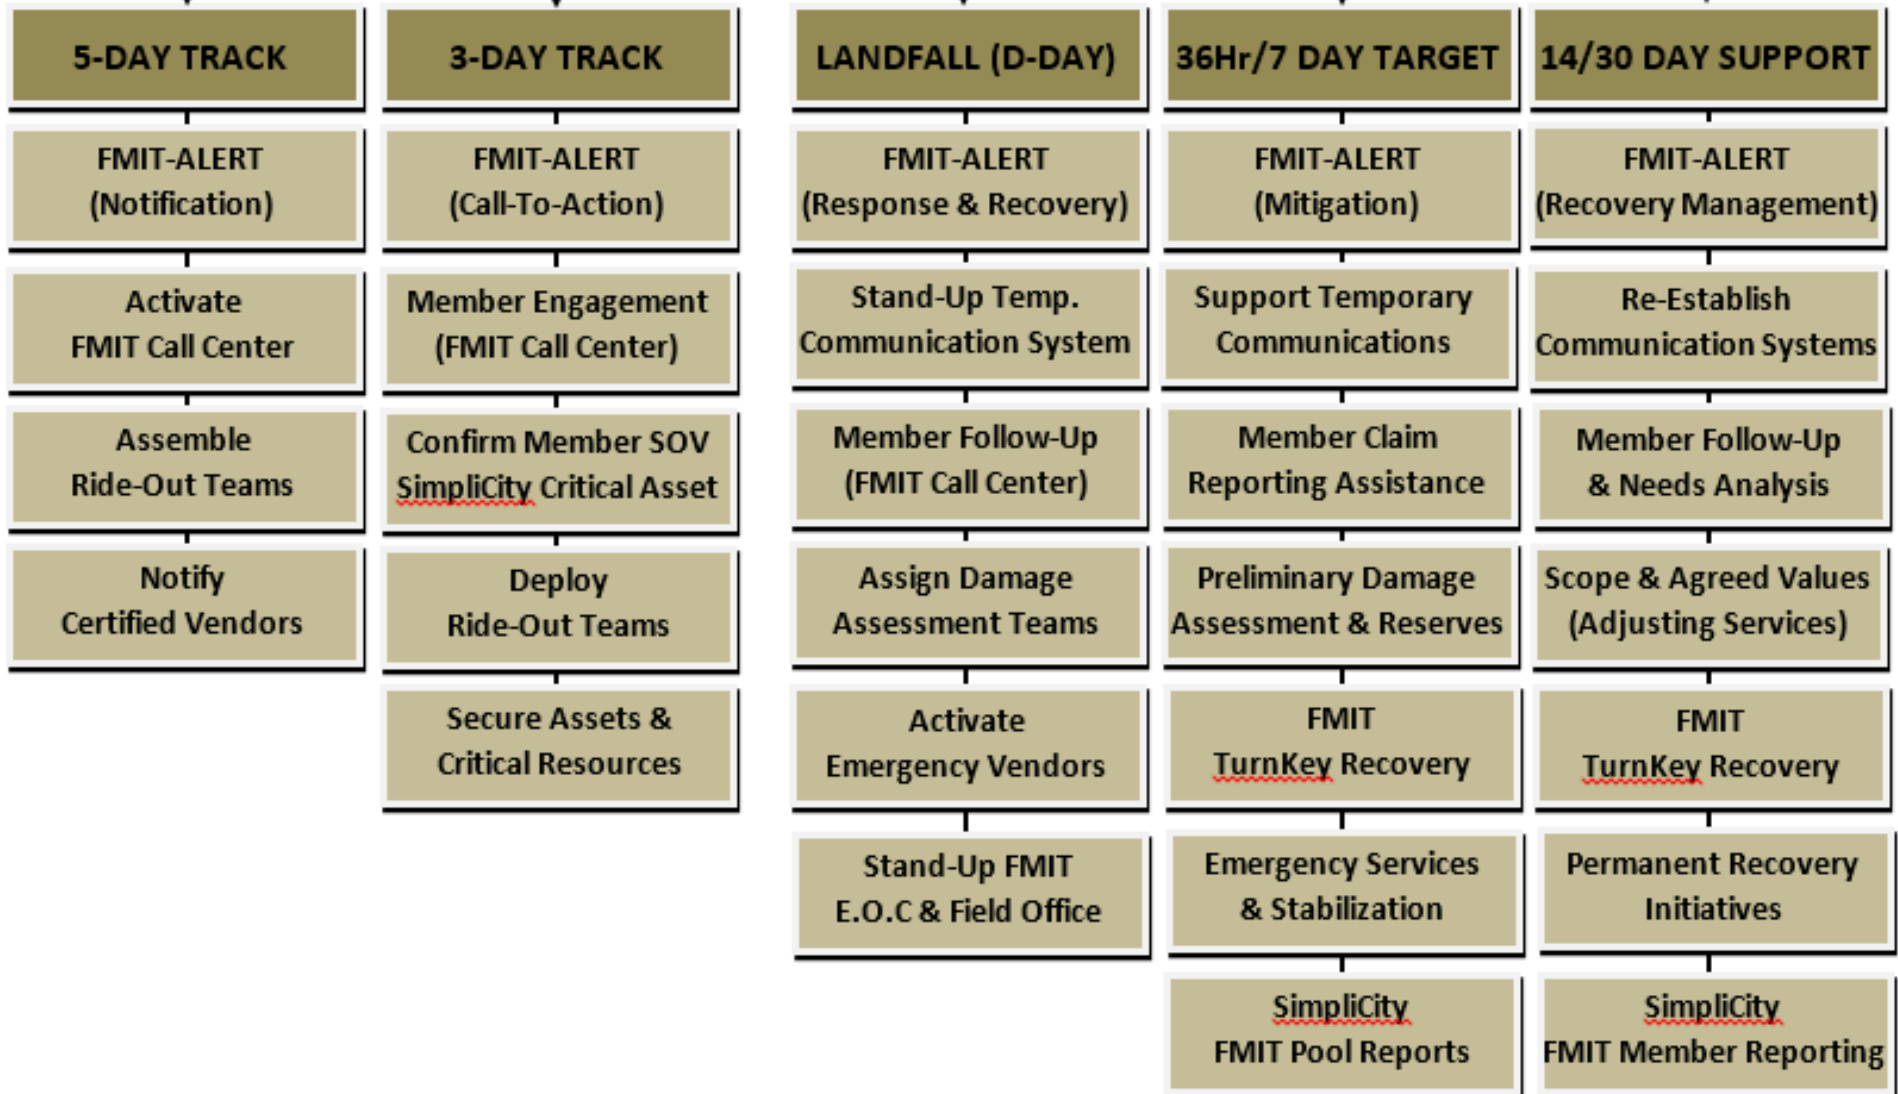 5-DAY TRACK
FMIT-ALERT
(Notification)
Activate
FMIT Call Center
Assemble
Ride-Out Teams
Notify
Certified Vendors
3-DAY TRACK
FMIT-ALERT
(Call-To-Action)
Member Engagement
(FMIT Call Center)
Confirm Member SOV
SimpliCity Critical Asset
Deploy
Ride-Out Teams
Secure Assets &
Critical Resources
LANDFALL (D-DAY)
FMIT-ALERT
(Response & Recovery)
Stand-Up Temp.
Communication System
Member Follow-Up
(FMIT Call Center)
Assign Damage
Assessment Teams
Activate
Emergency Vendors
Stand-Up FMIT
E.O.C & Field Office
36Hr/7 DAY TARGET
FMIT-ALERT
(Mitigation)
Support Temporary
Communications
Member Claim
Reporting Assistance
Preliminary Damage
Assessment & Reserves
FMIT
TurnKey Recovery
Emergency Services
& Stabilization
SimpliCity
FMIT Pool Reports
14/30 DAY SUPPORT
FMIT-ALERT
(Recovery Management)
Re-Establish
Communication Systems
Member Follow-Up
& Needs Analysis
Scope & Agreed Values
(Adjusting Services)
FMIT
TurnKey Recovery
Permanent Recovery
Initiatives
SimpliCity
FMIT Member Reporting